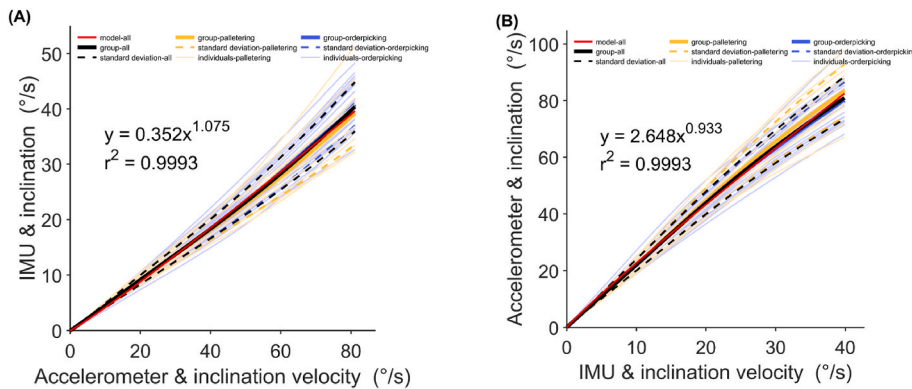 (A)
model-all
group-all
standard deviation-all
group-palletering
standard deviation-palletering
individuals-palletering
group-orderpicking
standard deviation-orderpicking
individuals-orderpicking
50
40
30
20
10
0
y = 0.352x^1.075
r^2 = 0.9993
IMU & inclination (°/s)
0 20 40 60 80
Accelerometer & inclination velocity (°/s)
(B)
model-all
group-all
standard deviation-all
group-palletering
standard deviation-palletering
individuals-palletering
group-orderpicking
standard deviation-orderpicking
individuals-orderpicking
100
80
60
40
20
0
y = 2.648x^0.933
r^2 = 0.9993
Accelerometer & inclination (°/s)
0 10 20 30 40
IMU & inclination velocity (°/s)